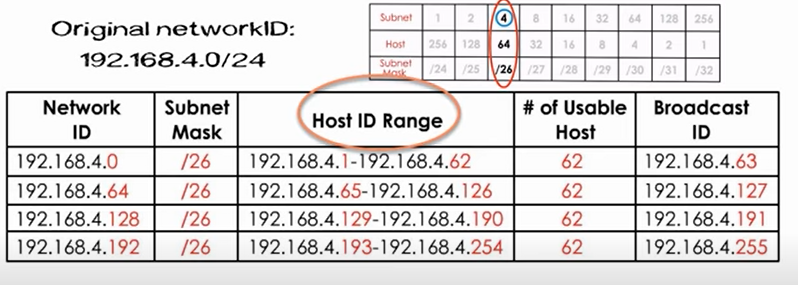 Original networkID:
192.168.4.0/24
Subnet 1 2 4 8 16 32 64 128 256
Host 256 128 64 32 16 8 4 2 1
Subnet Mask /24 /25 /26 /27 /28 /29 /30 /31 /32
Network ID Subnet Mask Host ID Range # of Usable Host Broadcast ID
192.168.4.0 /26 192.168.4.1-192.168.4.62 62 192.168.4.63
192.168.4.64 /26 192.168.4.65-192.168.4.126 62 192.168.4.127
192.168.4.128 /26 192.168.4.129-192.168.4.190 62 192.168.4.191
192.168.4.192 /26 192.168.4.193-192.168.4.254 62 192.168.4.255